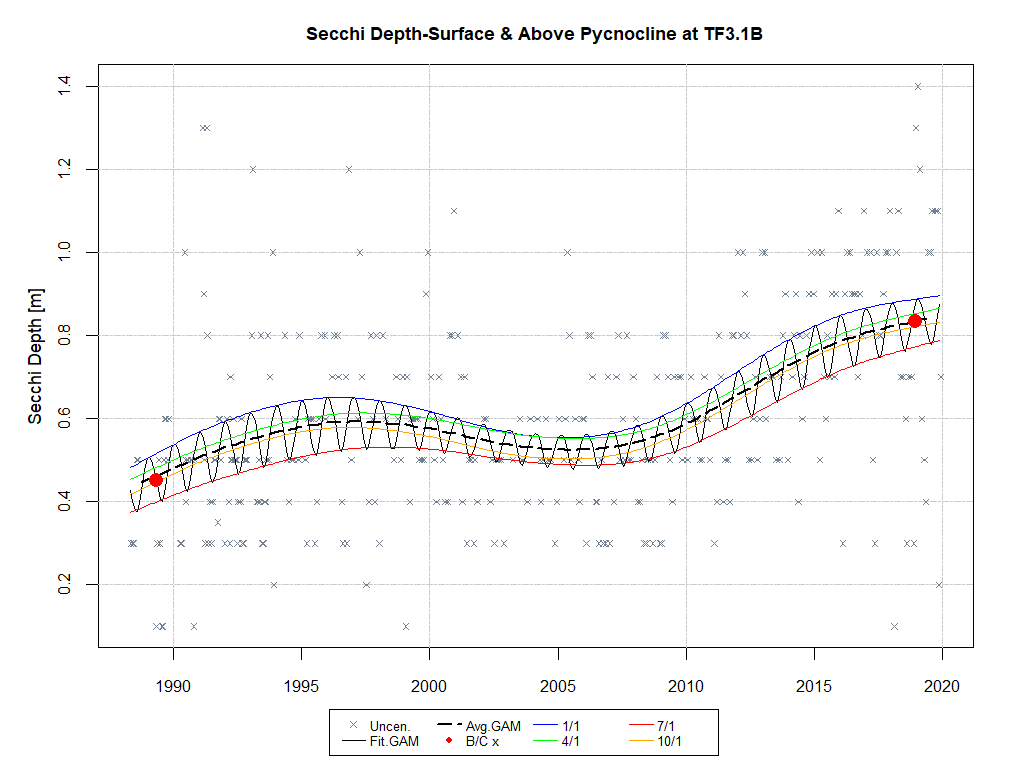 Secchi Depth-Surface & Above Pycnocline at TF3.1B
Secchi Depth [m]
1.4
1.2
1.0
0.8
0.6
0.4
0.2
1990 1995 2000 2005 2010 2015 2020
Uncen. Avg.GAM 1/1 7/1
Fit.GAM B/C x 4/1 10/1